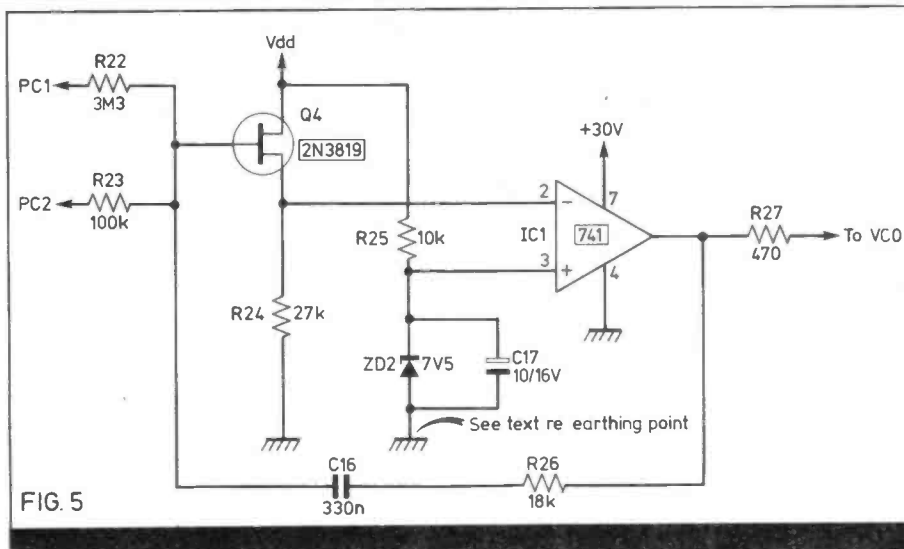 Vdd
PC1
R22
3M3
Q4
2N3819
+30V
PC2
R23
100k
2
−
7
R27
R25
10k
IC1
741
To VCO
470
3
+
4
R24
27k
ZD2
7V5
C17
10/16V
See text re earthing point
C16
330n
R26
18k
FIG. 5